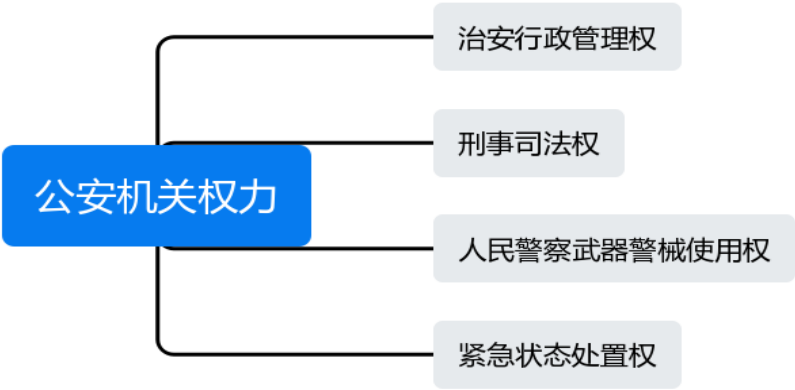 公安机关权力
治安行政管理权
刑事司法权
人民警察武器警械使用权
紧急状态处置权